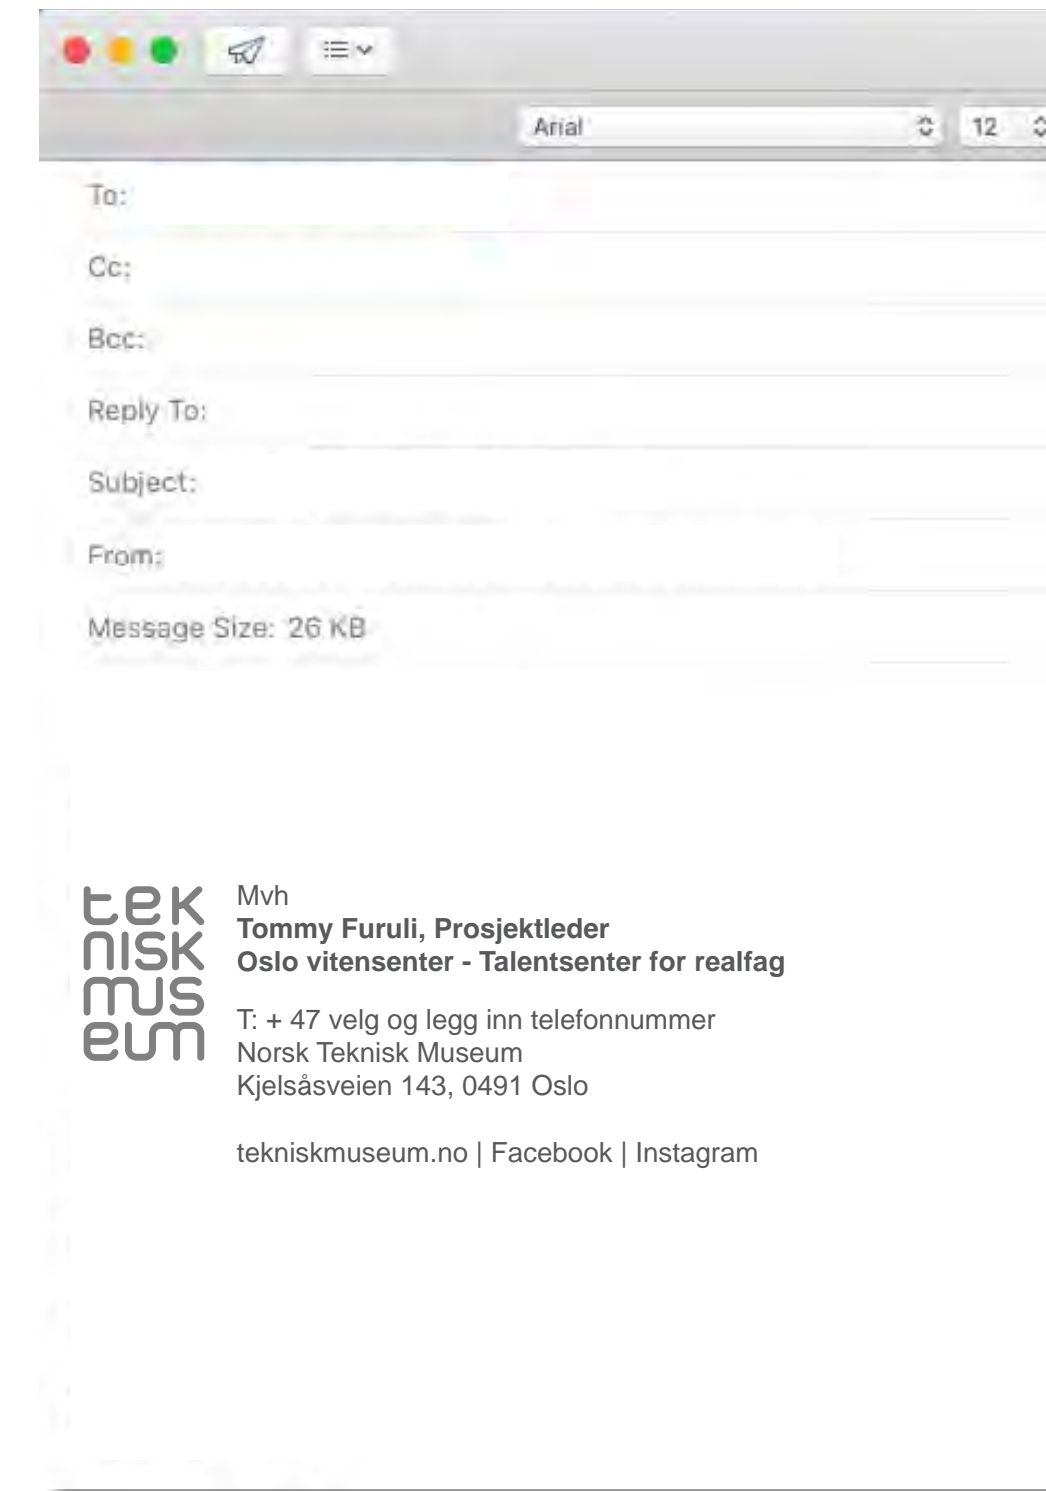 Arial 12
To:
Cc:
Bcc:
Reply To:
Subject:
From:
Message Size: 26 KB
tek
nisk
mus
eum
Mvh
Tommy Furuli, Prosjektleder
Oslo vitensenter - Talentsenter for realfag
T: + 47 velg og legg inn telefonnummer
Norsk Teknisk Museum
Kjelsåsveien 143, 0491 Oslo
tekniskmuseum.no | Facebook | Instagram